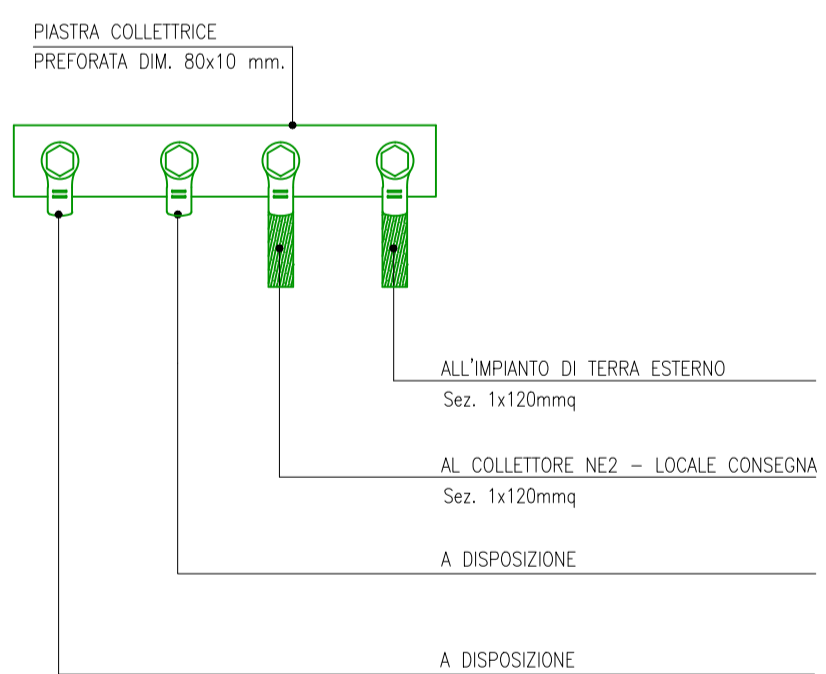 PIASTRA COLLETTRICE
PREFORATA DIM. 80x10 mm.
ALL'IMPIANTO DI TERRA ESTERNO
Sez. 1x120mmq
AL COLLETTORE NE2 – LOCALE CONSEGNA
Sez. 1x120mmq
A DISPOSIZIONE
A DISPOSIZIONE